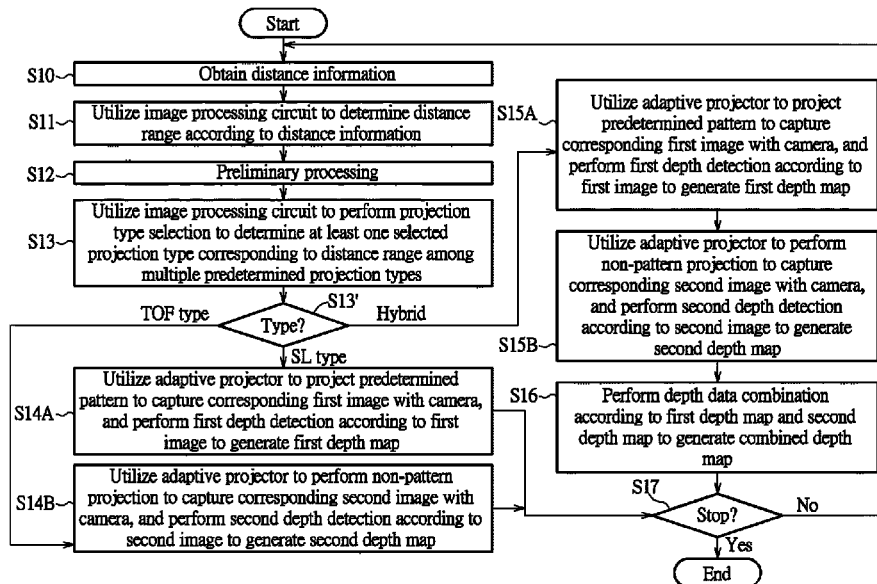 Start
S10
Obtain distance information
S11
Utilize image processing circuit to determine distance
range according to distance information
S12
Preliminary processing
S13
Utilize image processing circuit to perform projection
type selection to determine at least one selected
projection type corresponding to distance range among
multiple predetermined projection types
S13'
Type?
TOF type
Hybrid
SL type
S14A
Utilize adaptive projector to project predetermined
pattern to capture corresponding first image with camera,
and perform first depth detection according to first
image to generate first depth map
S14B
Utilize adaptive projector to perform non-pattern
projection to capture corresponding second image with
camera, and perform second depth detection according to
second image to generate second depth map
S15A
Utilize adaptive projector to project
predetermined pattern to capture
corresponding first image with camera, and
perform first depth detection according to
first image to generate first depth map
S15B
Utilize adaptive projector to perform
non-pattern projection to capture
corresponding second image with camera,
and perform second depth detection
according to second image to generate
second depth map
S16
Perform depth data combination
according to first depth map and second
depth map to generate combined depth
map
S17
Stop?
No
Yes
End